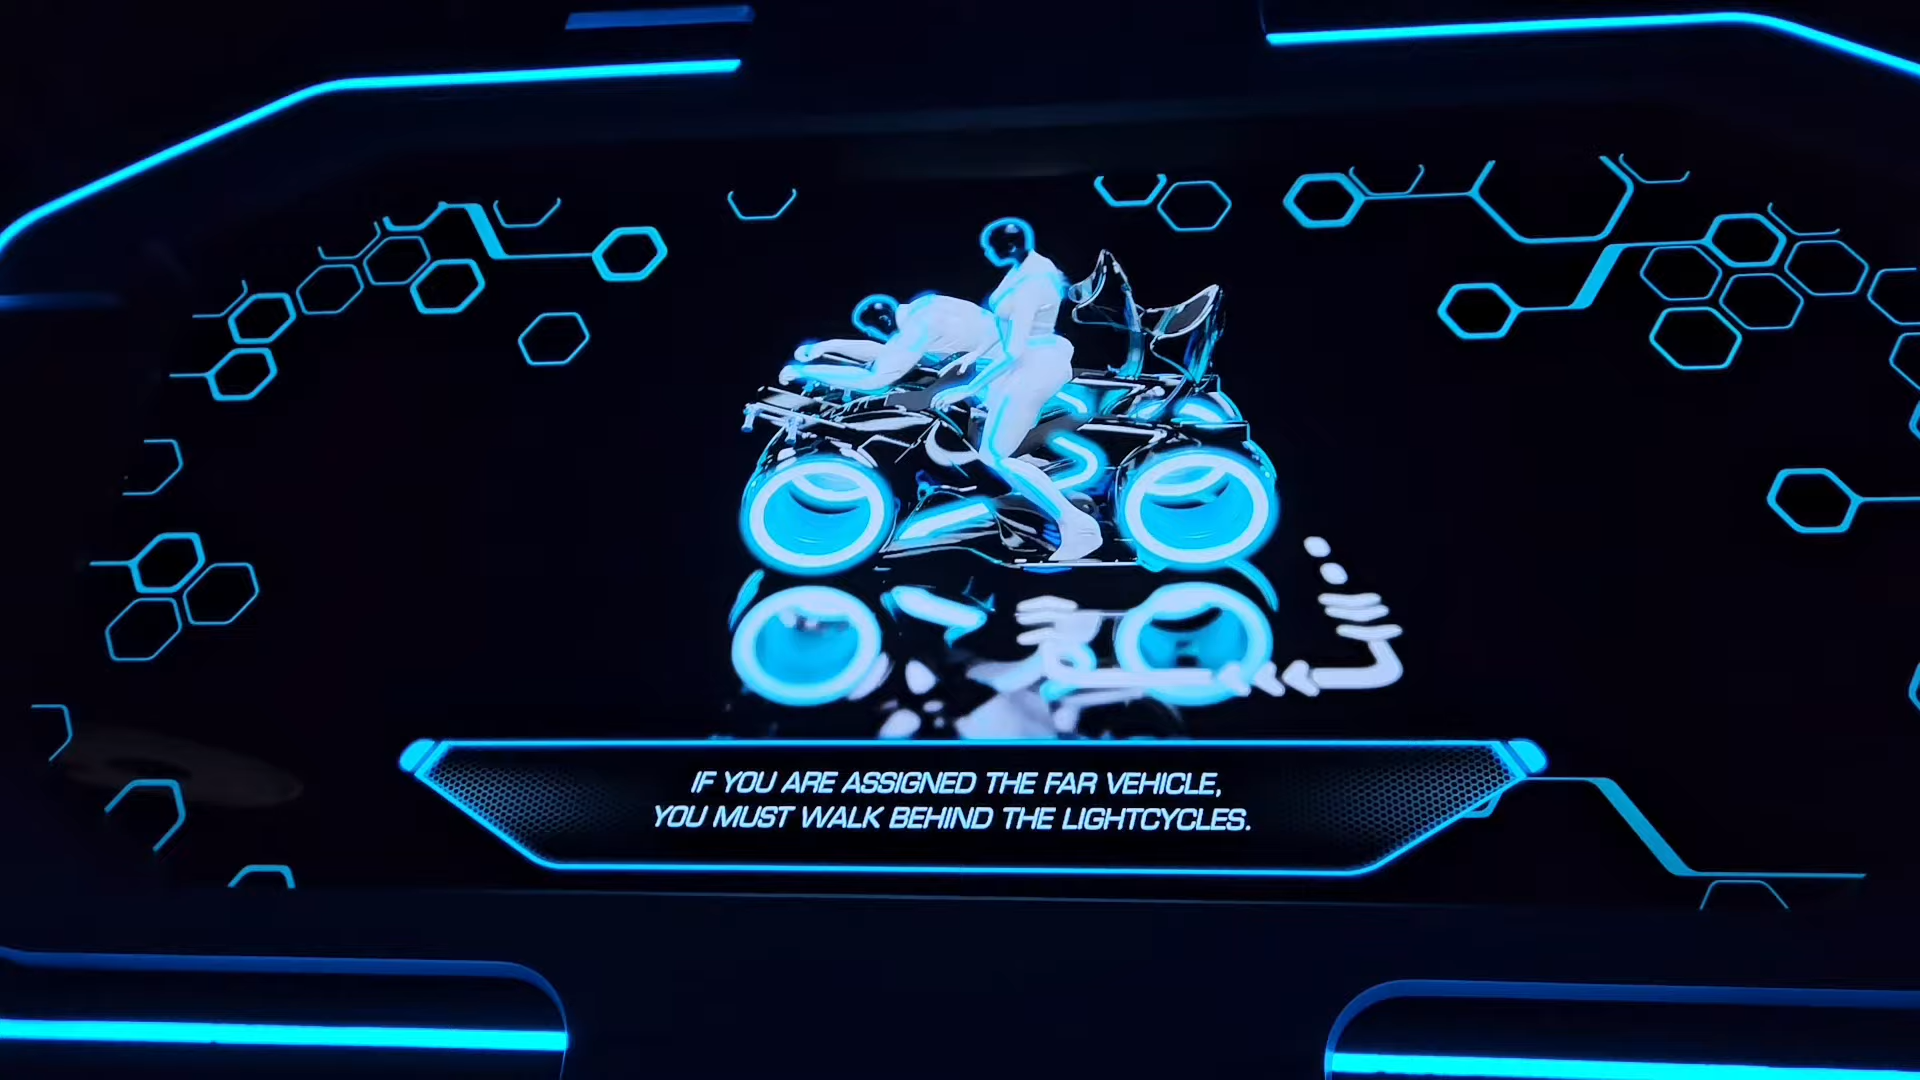 IF YOU ARE ASSIGNED THE FAR VEHICLE,
YOU MUST WALK BEHIND THE LIGHTCYCLES.